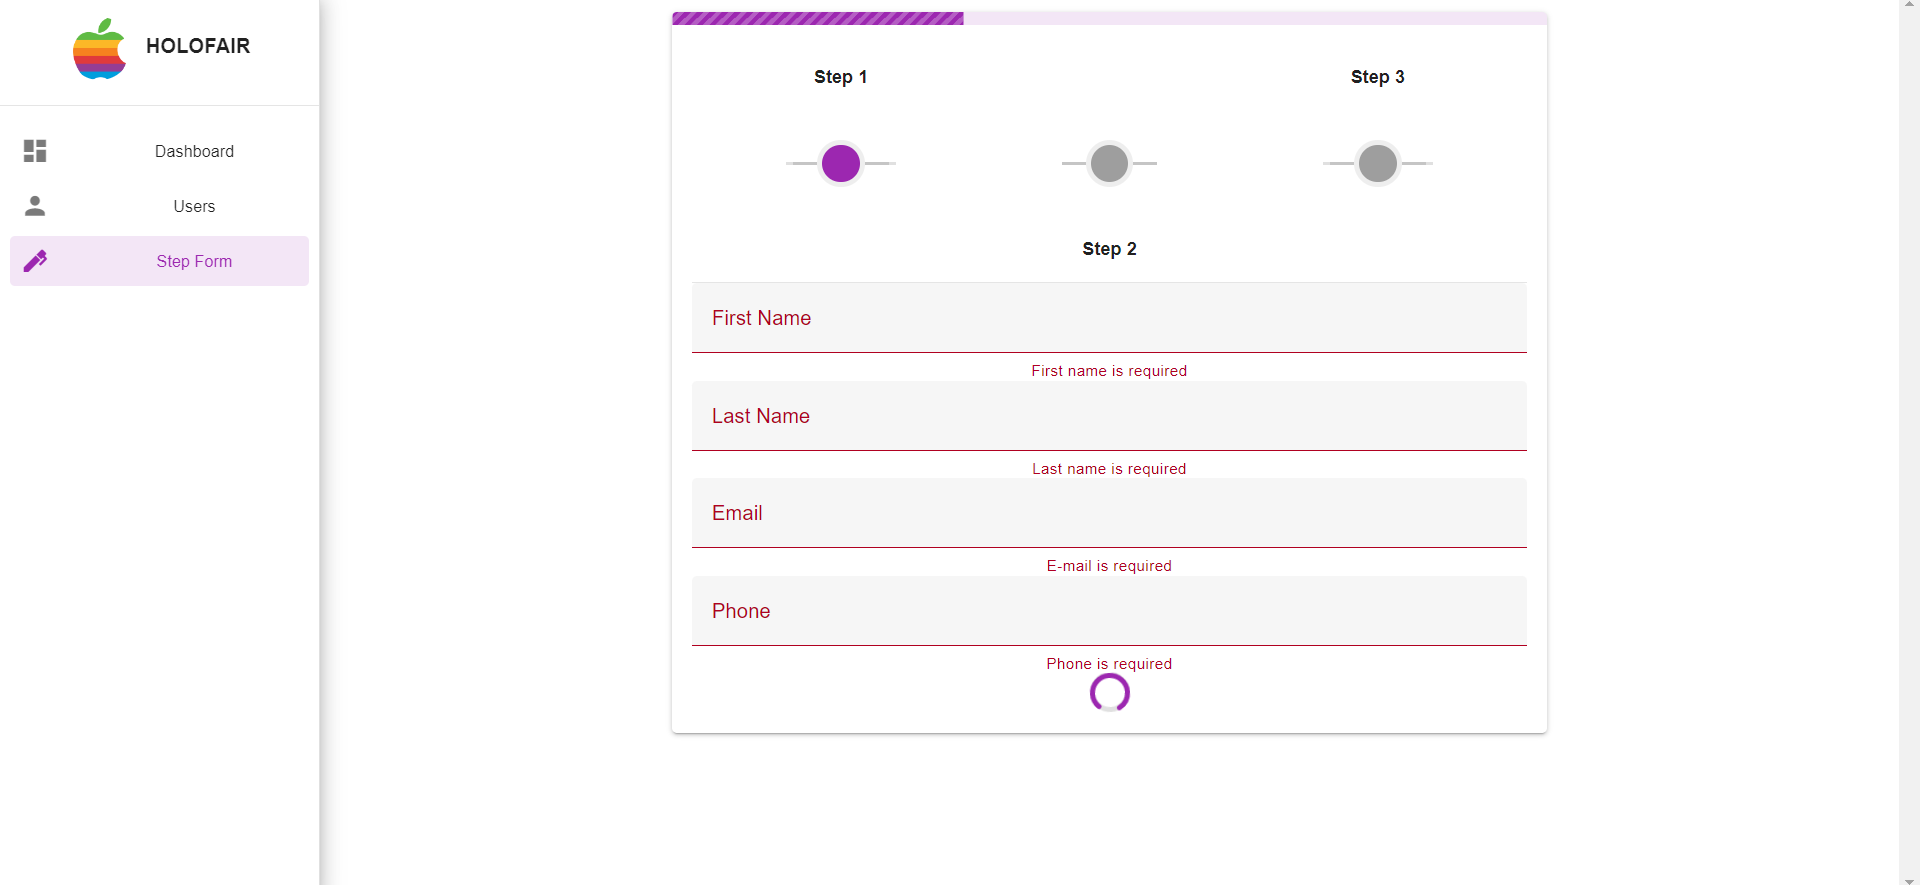 HOLOFAIR
Dashboard
Users
Step Form
Step 1
Step 3
Step 2
First Name
First name is required
Last Name
Last name is required
Email
E-mail is required
Phone
Phone is required